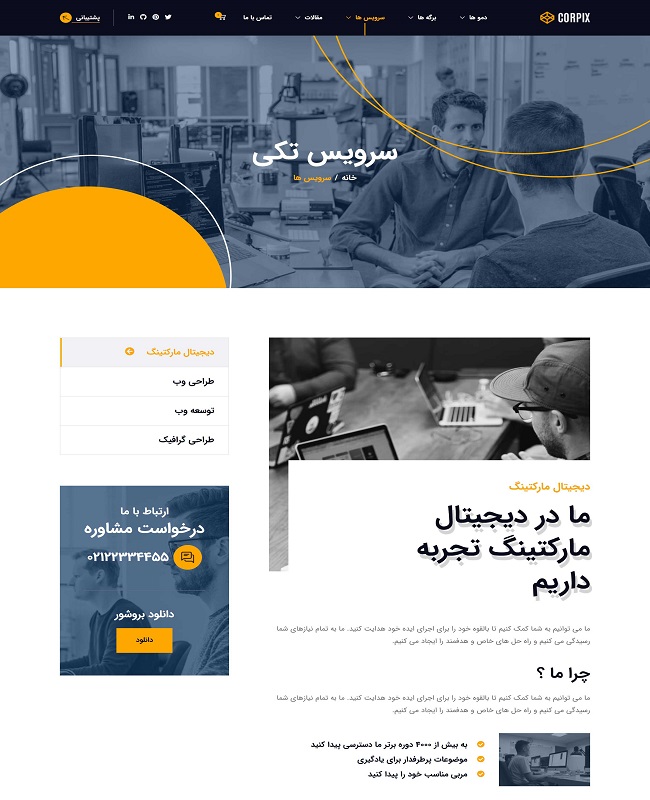 CORPIX
دمو ها
برگه ها
سرویس ها
مقالات
تماس با ما
پشتیبانی
سرویس تکی
خانه / سرویس ها
دیجیتال مارکتینگ
طراحی وب
توسعه وب
طراحی گرافیک
ارتباط با ما
درخواست مشاوره
02122334455
دانلود بروشور
دانلود
دیجیتال مارکتینگ
ما در دیجیتال
مارکتینگ تجربه
داریم
ما می توانیم به شما کمک کنیم تا بالقوه خود را برای اجرای ایده خود هدایت کنید. ما به تمام نیازهای شما
رسیدگی می کنیم و راه حل های خاص و هدفمند را ایجاد می کنیم.
چرا ما ؟
ما می توانیم به شما کمک کنیم تا بالقوه خود را برای اجرای ایده خود هدایت کنید. ما به تمام نیازهای شما
رسیدگی می کنیم و راه حل های خاص و هدفمند را ایجاد می کنیم.
به بیش از 4000 دوره برتر ما دسترسی پیدا کنید
موضوعات پرطرفدار برای یادگیری
مربی مناسب خود را پیدا کنید